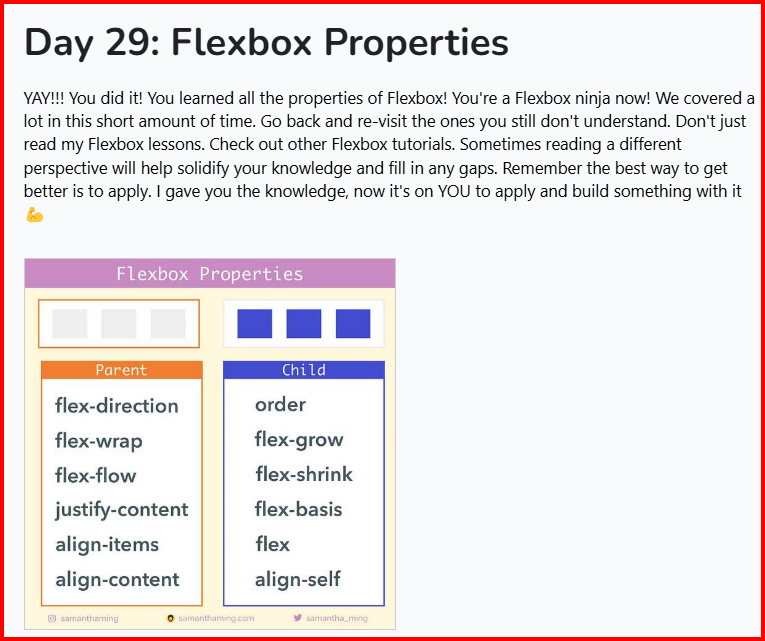 Day 29: Flexbox Properties
YAY!!! You did it! You learned all the properties of Flexbox! You're a Flexbox ninja now! We covered a
lot in this short amount of time. Go back and re-visit the ones you still don't understand. Don't just
read my Flexbox lessons. Check out other Flexbox tutorials. Sometimes reading a different
perspective will help solidify your knowledge and fill in any gaps. Remember the best way to get
better is to apply. I gave you the knowledge, now it's on YOU to apply and build something with it
💪
Flexbox Properties
Parent
flex-direction
flex-wrap
flex-flow
justify-content
align-items
align-content
Child
order
flex-grow
flex-shrink
flex-basis
flex
align-self
samanthaming
samanthaming.com
samantha_ming